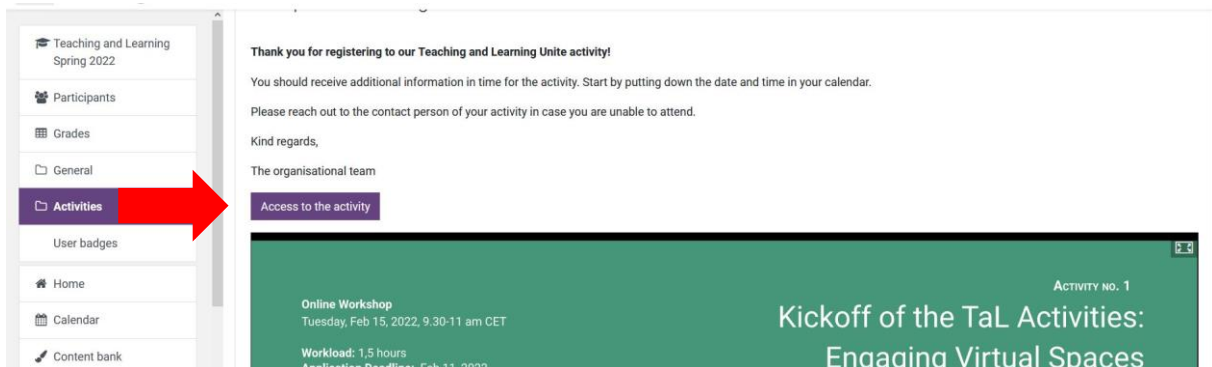 Teaching and Learning
Spring 2022
Participants
Grades
General
Activities
User badges
Home
Calendar
Content bank
Thank you for registering to our Teaching and Learning Unite activity!
You should receive additional information in time for the activity. Start by putting down the date and time in your calendar.
Please reach out to the contact person of your activity in case you are unable to attend.
Kind regards,
The organisational team
Access to the activity
Online Workshop
Tuesday, Feb 15, 2022, 9.30-11 am CET
Workload: 1,5 hours
Application Deadline: Feb 11, 2022
Activity no. 1
Kickoff of the TaL Activities:
Engaging Virtual Spaces